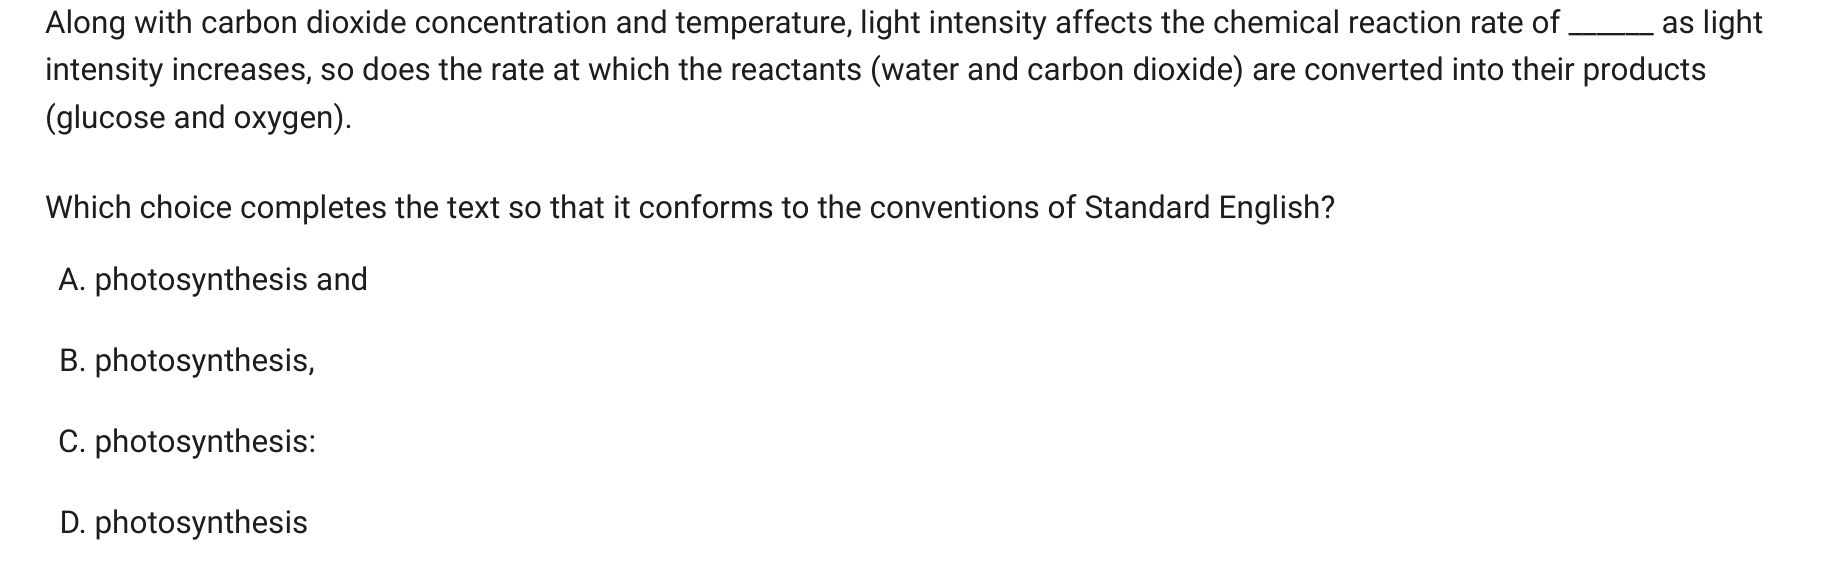 Along with carbon dioxide concentration and temperature, light intensity affects the chemical reaction rate of ______ as light
intensity increases, so does the rate at which the reactants (water and carbon dioxide) are converted into their products
(glucose and oxygen).
Which choice completes the text so that it conforms to the conventions of Standard English?
A. photosynthesis and
B. photosynthesis,
C. photosynthesis:
D. photosynthesis